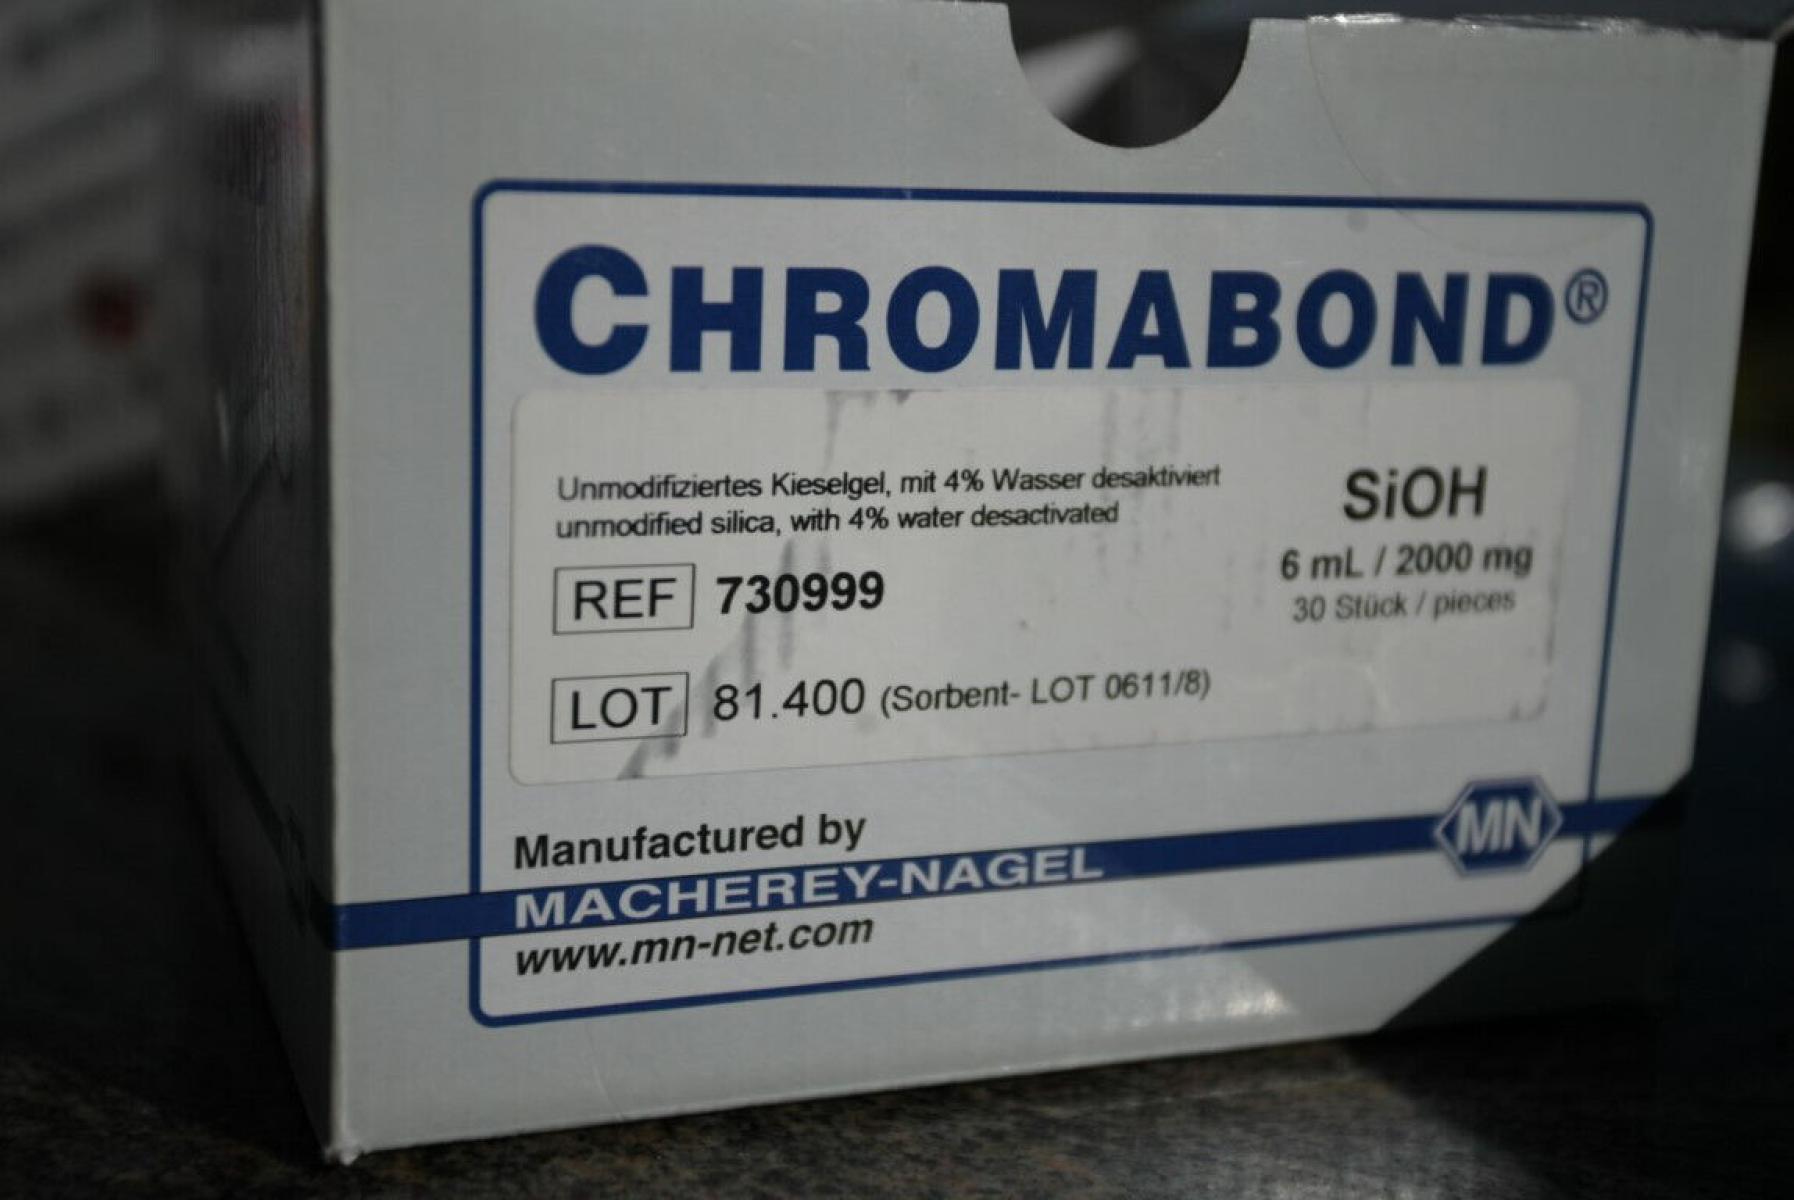 CHROMABOND®
Unmodifiziertes Kieselgel, mit 4% Wasser desaktiviert
unmodified silica, with 4% water desactivated
SiOH
6 mL / 2000 mg
30 Stück / pieces
REF 730999
LOT 81.400 (Sorbent- LOT 0611/8)
Manufactured by
MACHEREY-NAGEL
MN
www.mn-net.com